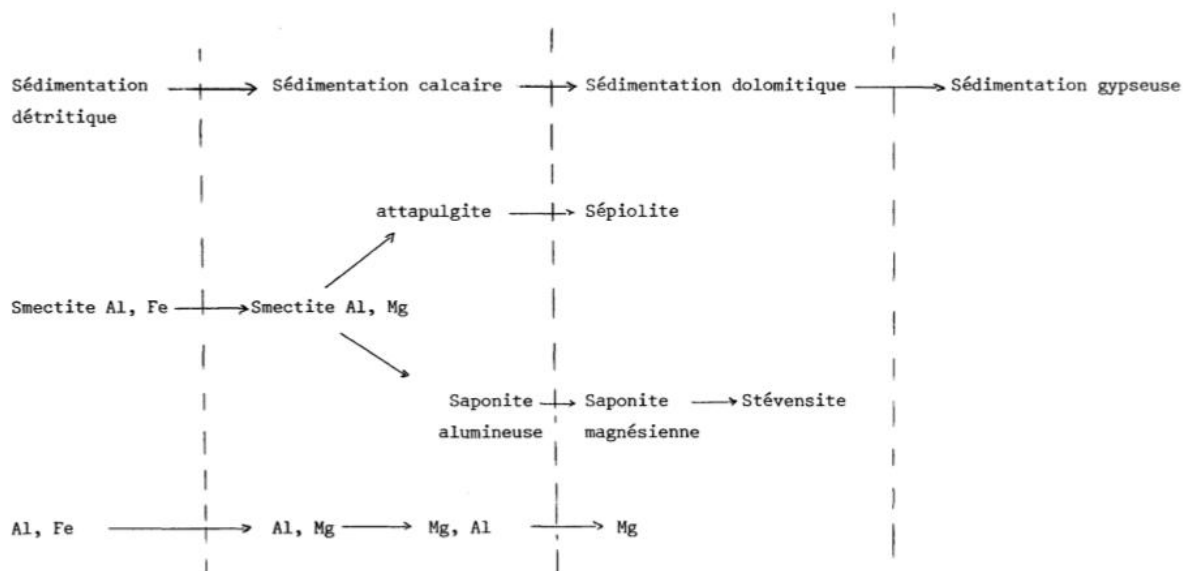 Sédimentation détritique
Sédimentation calcaire
Sédimentation dolomitique
Sédimentation gypseuse
attapulgite
Sépiolite
Smectite Al, Fe
Smectite Al, Mg
Saponite alumineuse
Saponite magnésienne
Stévensite
Al, Fe
Al, Mg
Mg, Al
Mg